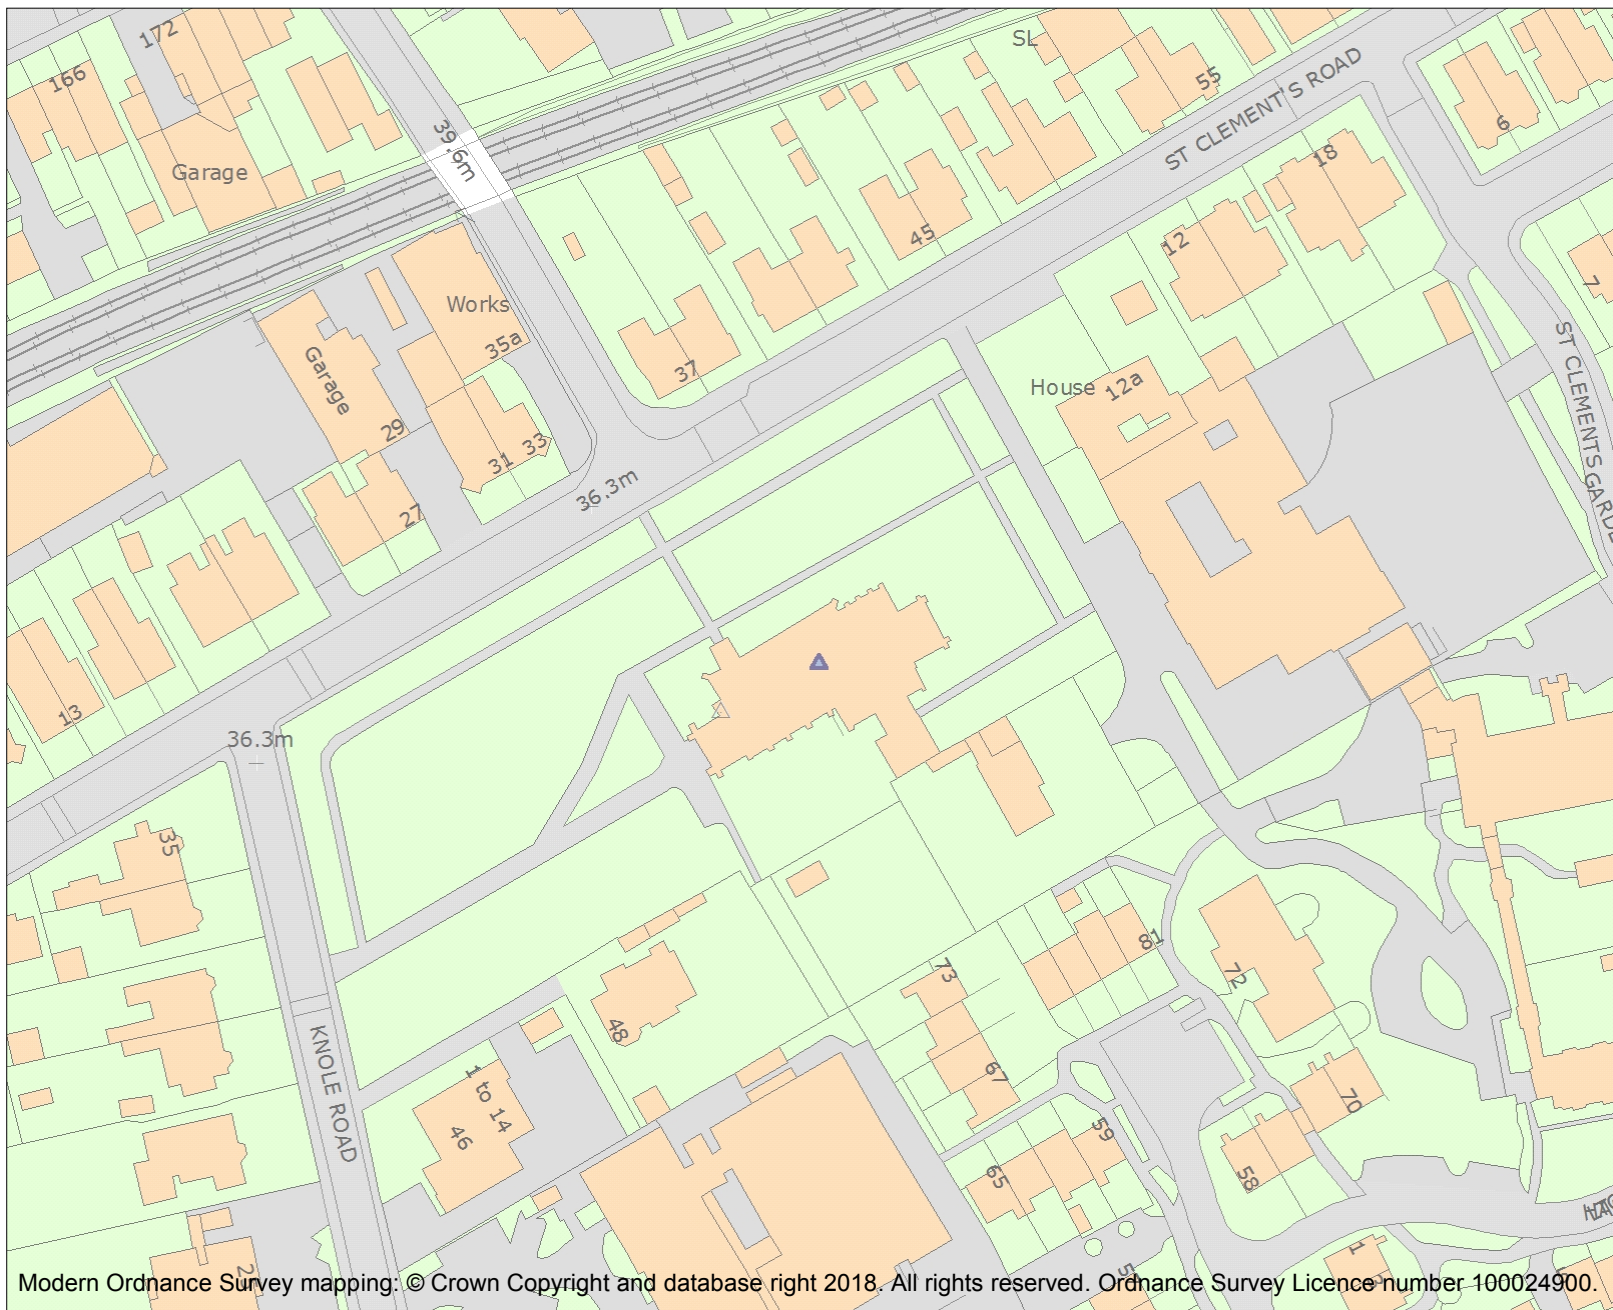 172
166
Garage
39.6m
SL
55
ST CLEMENT'S ROAD
6
18
12
45
7
Works
35a
37
Garage
29
31
33
27
36.3m
House
12a
ST CLEMENTS GARDE
13
36.3m
35
48
73
81
72
67
KNOLE ROAD
1 to 14
46
59
70
65
58
1
Modern Ordnance Survey mapping: © Crown Copyright and database right 2018. All rights reserved. Ordnance Survey Licence number 100024900.